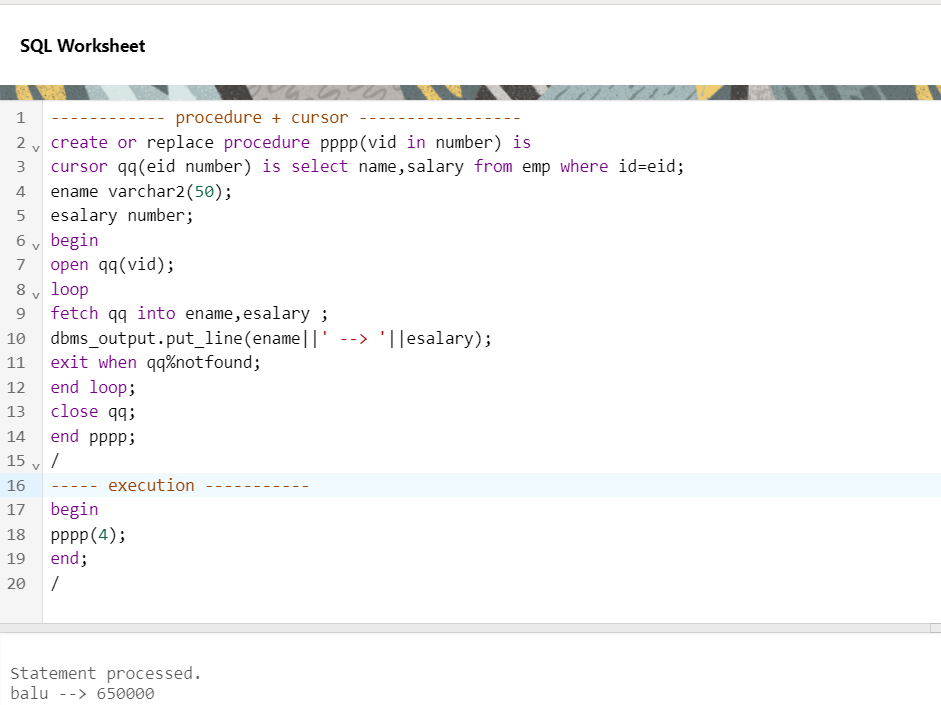 SQL Worksheet
1 ------------ procedure + cursor -----------------
2 create or replace procedure pppp(vid in number) is
3 cursor qq(eid number) is select name,salary from emp where id=eid;
4 ename varchar2(50);
5 esalary number;
6 begin
7 open qq(vid);
8 loop
9 fetch qq into ename,esalary ;
10 dbms_output.put_line(ename||' --> '||esalary);
11 exit when qq%notfound;
12 end loop;
13 close qq;
14 end pppp;
15 /
16 ----- execution -----------
17 begin
18 pppp(4);
19 end;
20 /
Statement processed.
balu --> 650000